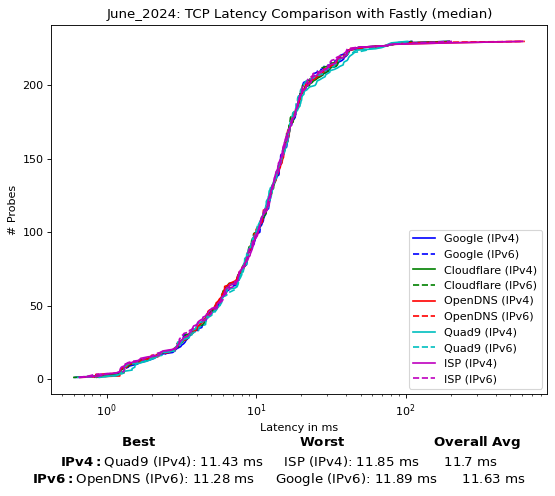 June_2024: TCP Latency Comparison with Fastly (median)
# Probes
200
150
100
50
0
Google (IPv4)
Google (IPv6)
Cloudflare (IPv4)
Cloudflare (IPv6)
OpenDNS (IPv4)
OpenDNS (IPv6)
Quad9 (IPv4)
Quad9 (IPv6)
ISP (IPv4)
ISP (IPv6)
10⁰ 10¹ 10²
Latency in ms
Best Worst Overall Avg
IPv4: Quad9 (IPv4): 11.43 ms ISP (IPv4): 11.85 ms 11.7 ms
IPv6: OpenDNS (IPv6): 11.28 ms Google (IPv6): 11.89 ms 11.63 ms